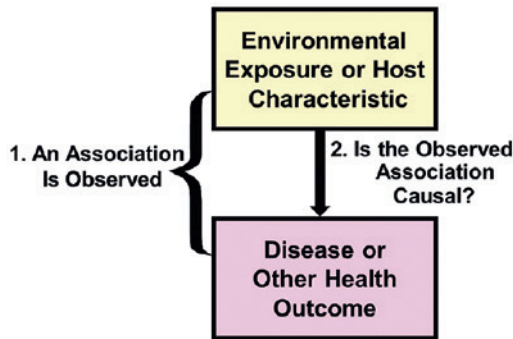 Environmental
Exposure or Host
Characteristic
1. An Association
Is Observed
2. Is the Observed
Association
Causal?
Disease or
Other Health
Outcome